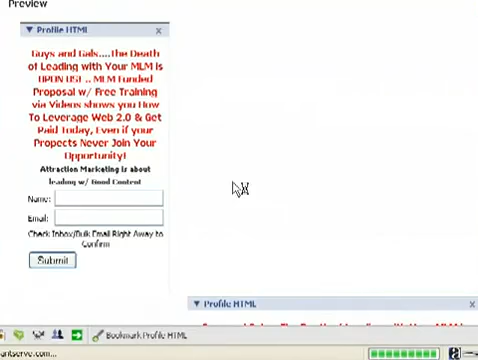 Preview
Profile HTML x
Guys and Gals....The Death
of Leading with Your MLM is
UPON US! .. MLM Funded
Proposal w/ Free Training
via Videos shows you How
To Leverage Web 2.0 & Get
Paid Today, Even if your
Propects Never Join Your
Opportunity!
Attraction Marketing is about
leading w/ Good Content
Name:
Email:
Check Inbox/Bulk Email Right Away to
Confirm
Submit
Profile HTML x
Bookmark Profile HTML
antserve.com...